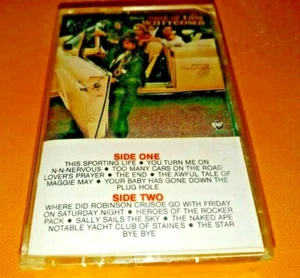 WHITCOMB
SIDE ONE
THIS SPORTING LIFE • YOU TURN ME ON
N-N-NERVOUS • TOO MANY CARS ON THE ROAD
LOVER'S PRAYER • THE END • THE AWFUL TALE OF
MAGGIE MAY • YOUR BABY HAS GONE DOWN THE
PLUG HOLE
SIDE TWO
WHERE DID ROBINSON CRUSOE GO WITH FRIDAY
ON SATURDAY NIGHT • HEROES OF THE ROCKER
PACK • SALLY SAILS THE SKY • THE NAKED APE
NOTABLE YACHT CLUB OF STAINES • THE STAR
BYE BYE